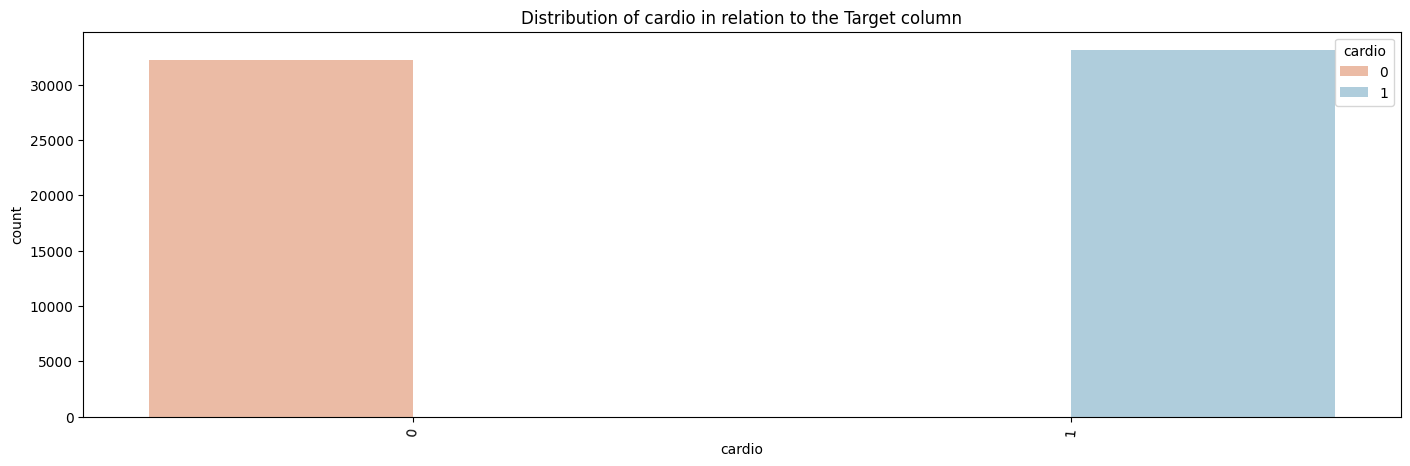 Distribution of cardio in relation to the Target column
cardio
0
1
30000
25000
20000
15000
10000
5000
0
count
0
1
cardio